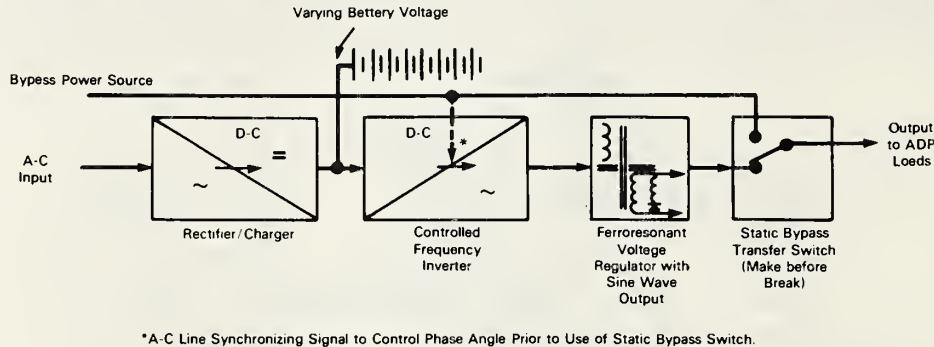 Varying Bettery Voltage
Bypess Power Source
D-C
=
~
D-C
*
~
A-C
Input
Output
to ADP
Loeds
Rectifier/Charger
Controlled
Frequency
Inverter
Ferroresonant
Voltege
Regulator with
Sine Wave
Output
Static Bypass
Transfer Switch
(Make before
Break)
*A-C Line Synchronizing Signal to Control Phase Angle Prior to Use of Static Bypass Switch.